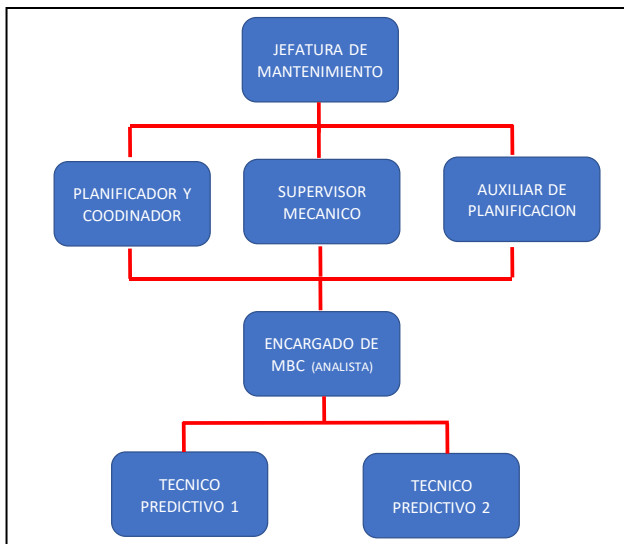 JEFATURA DE
MANTENIMIENTO
PLANIFICADOR Y
COODINADOR
SUPERVISOR
MECANICO
AUXILIAR DE
PLANIFICACION
ENCARGADO DE
MBC (ANALISTA)
TECNICO
PREDICTIVO 1
TECNICO
PREDICTIVO 2